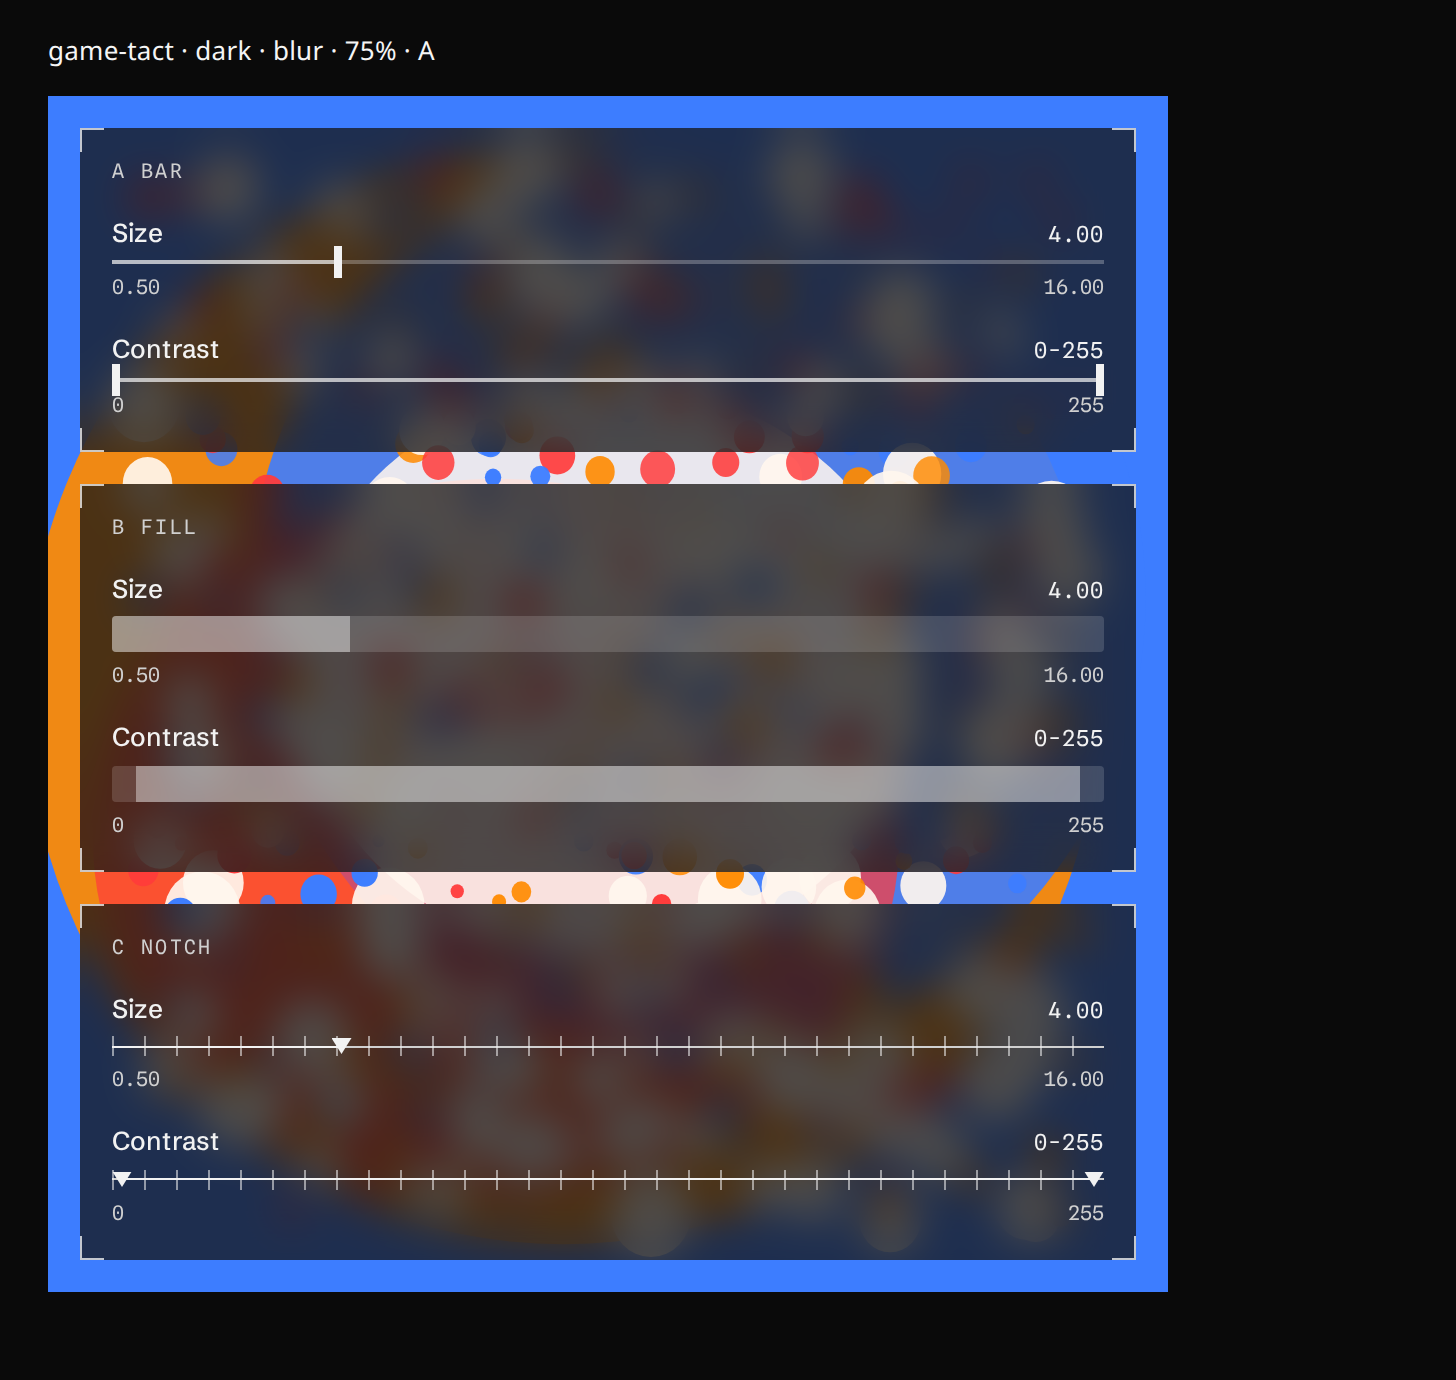 game-tact · dark · blur · 75% · A
A BAR
Size 4.00
0.50 16.00
Contrast 0-255
0 255
B FILL
Size 4.00
0.50 16.00
Contrast 0-255
0 255
C NOTCH
Size 4.00
0.50 16.00
Contrast 0-255
0 255